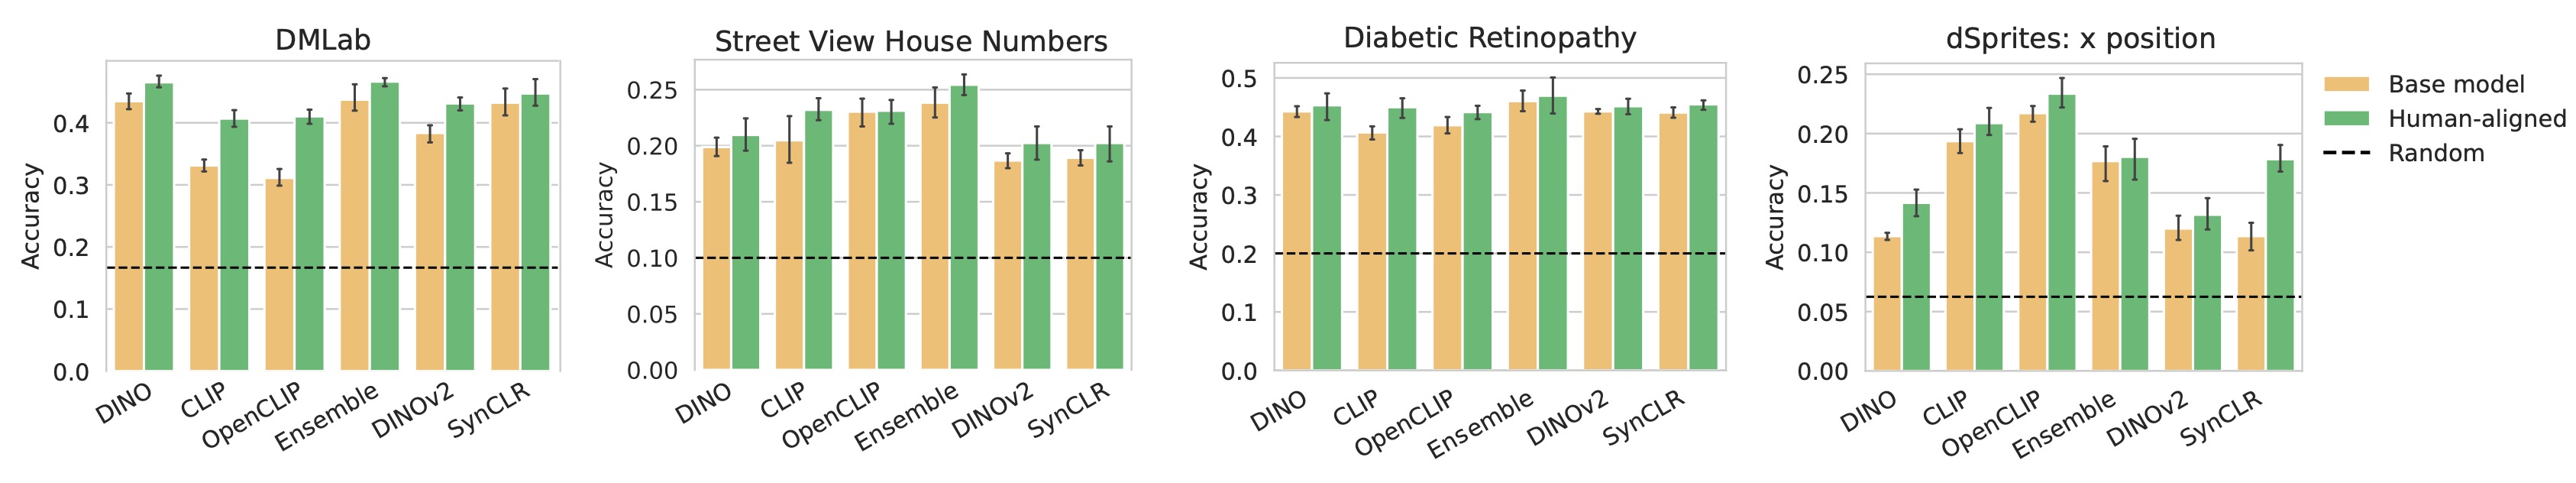 DMLab
Accuracy
0.4
0.3
0.2
0.1
0.0
DINO
CLIP
OpenCLIP
Ensemble
DINOv2
SynCLR
Street View House Numbers
Accuracy
0.25
0.20
0.15
0.10
0.05
0.00
DINO
CLIP
OpenCLIP
Ensemble
DINOv2
SynCLR
Diabetic Retinopathy
Accuracy
0.5
0.4
0.3
0.2
0.1
0.0
DINO
CLIP
OpenCLIP
Ensemble
DINOv2
SynCLR
dSprites: x position
Accuracy
0.25
0.20
0.15
0.10
0.05
0.00
DINO
CLIP
OpenCLIP
Ensemble
DINOv2
SynCLR
Base model
Human-aligned
Random